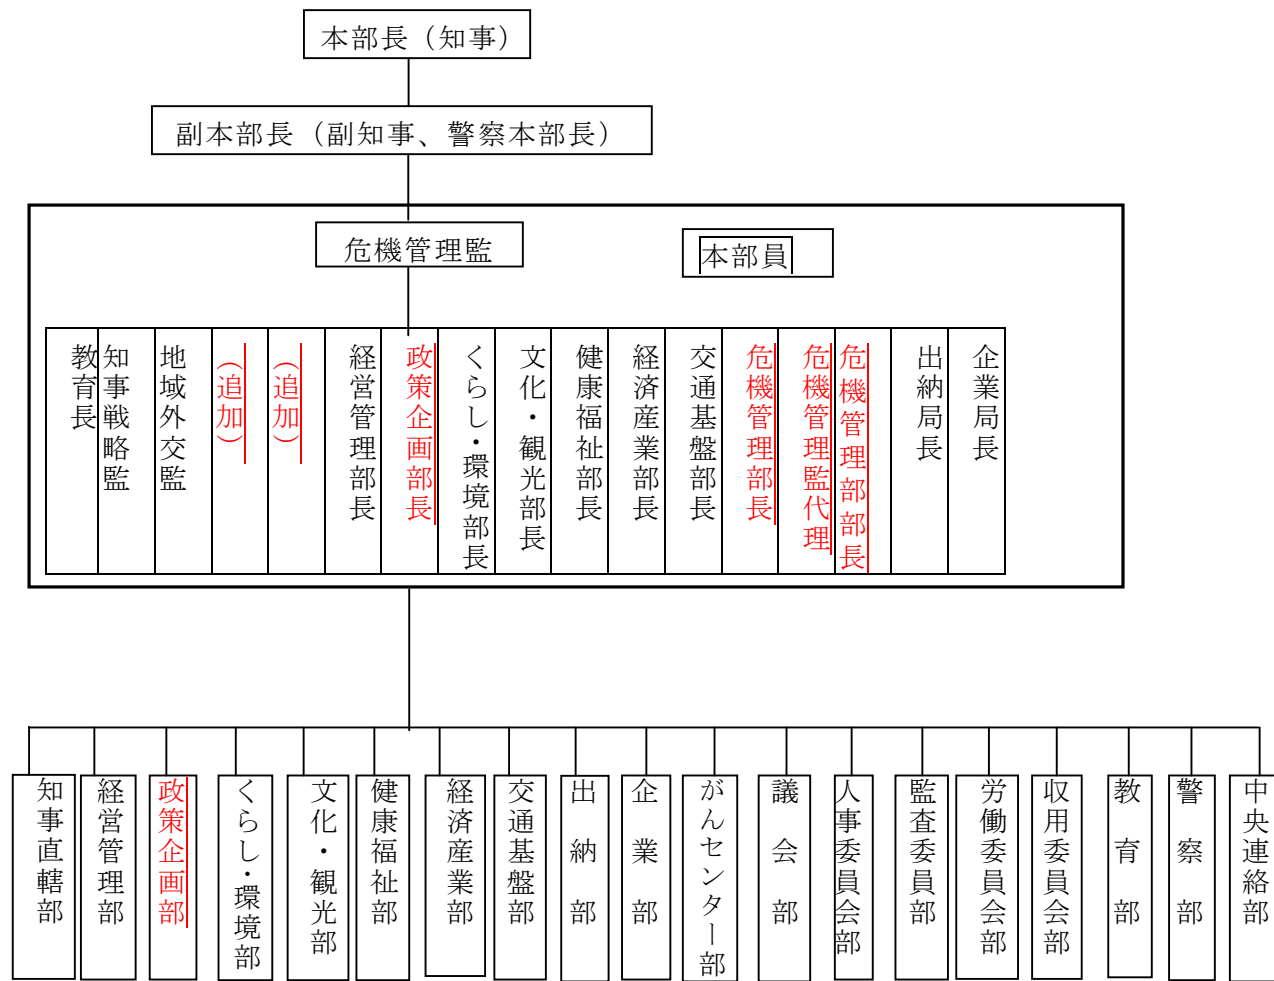 本部長（知事）
副本部長（副知事、警察本部長）
危機管理監
本部員
教育長
知事戦略監
地域外交監
（追加）
（追加）
経営管理部長
政策企画部長
くらし・環境部長
文化・観光部長
健康福祉部長
経済産業部長
交通基盤部長
危機管理部長
危機管理監代理
危機管理部部長
出納局長
企業局長
知事直轄部
経営管理部
政策企画部
くらし・環境部
文化・観光部
健康福祉部
経済産業部
交通基盤部
出納部
企業部
がんセンター部
議会部
人事委員会部
監査委員部
労働委員会部
収用委員会部
教育部
警察部
中央連絡部